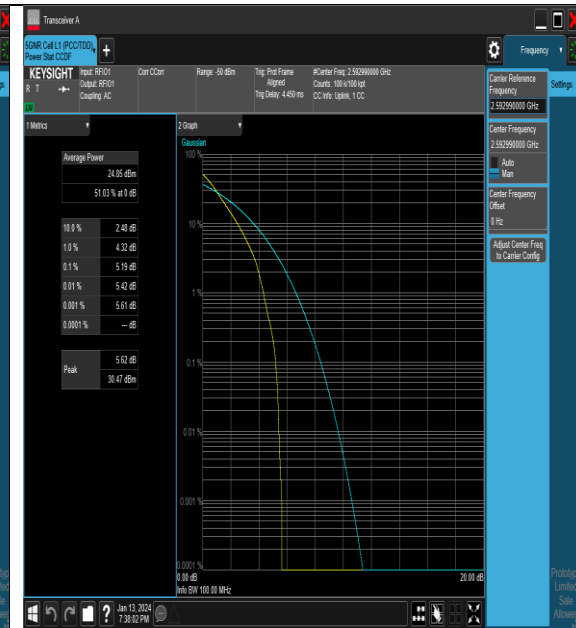 Transceiver A
5GNR Cell L1 (PCC/TDD),
Power Stat CCDF
Frequency
KEYSIGHT
R T
LV
Input: RFIO1
Output: RFIO1
Coupling: AC
Corr CCorr
Range: -50 dBm
Trig: Prot Frame
Aligned
Trig Delay: 4.450 ms
#Center Freq: 2.592990000 GHz
Counts: 100 k/100 kpt
CC Info: Uplink, 1 CC
Carrier Reference
Frequency
2.592990000 GHz
Settings
Center Frequency
2.592990000 GHz
Auto
Man
Center Frequency
Offset
0 Hz
Adjust Center Freq
to Carrier Config
1 Metrics
Average Power
24.85 dBm
51.03 % at 0 dB
10.0 % 2.48 dB
1.0 % 4.32 dB
0.1 % 5.19 dB
0.01 % 5.42 dB
0.001 % 5.61 dB
0.0001 % --- dB
Peak
5.62 dB
30.47 dBm
2 Graph
Gaussian
100 %
10 %
1 %
0.1 %
0.01 %
0.001 %
0.0001 %
0.00 dB 20.00 dB
Info BW 100.00 MHz
Jan 13, 2024
7:38:02 PM